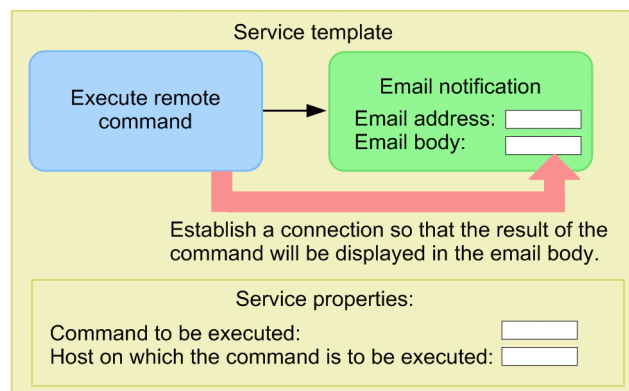 Service template
Execute remote
command
Email notification
Email address:
Email body:
Establish a connection so that the result of the
command will be displayed in the email body.
Service properties:
Command to be executed:
Host on which the command is to be executed: